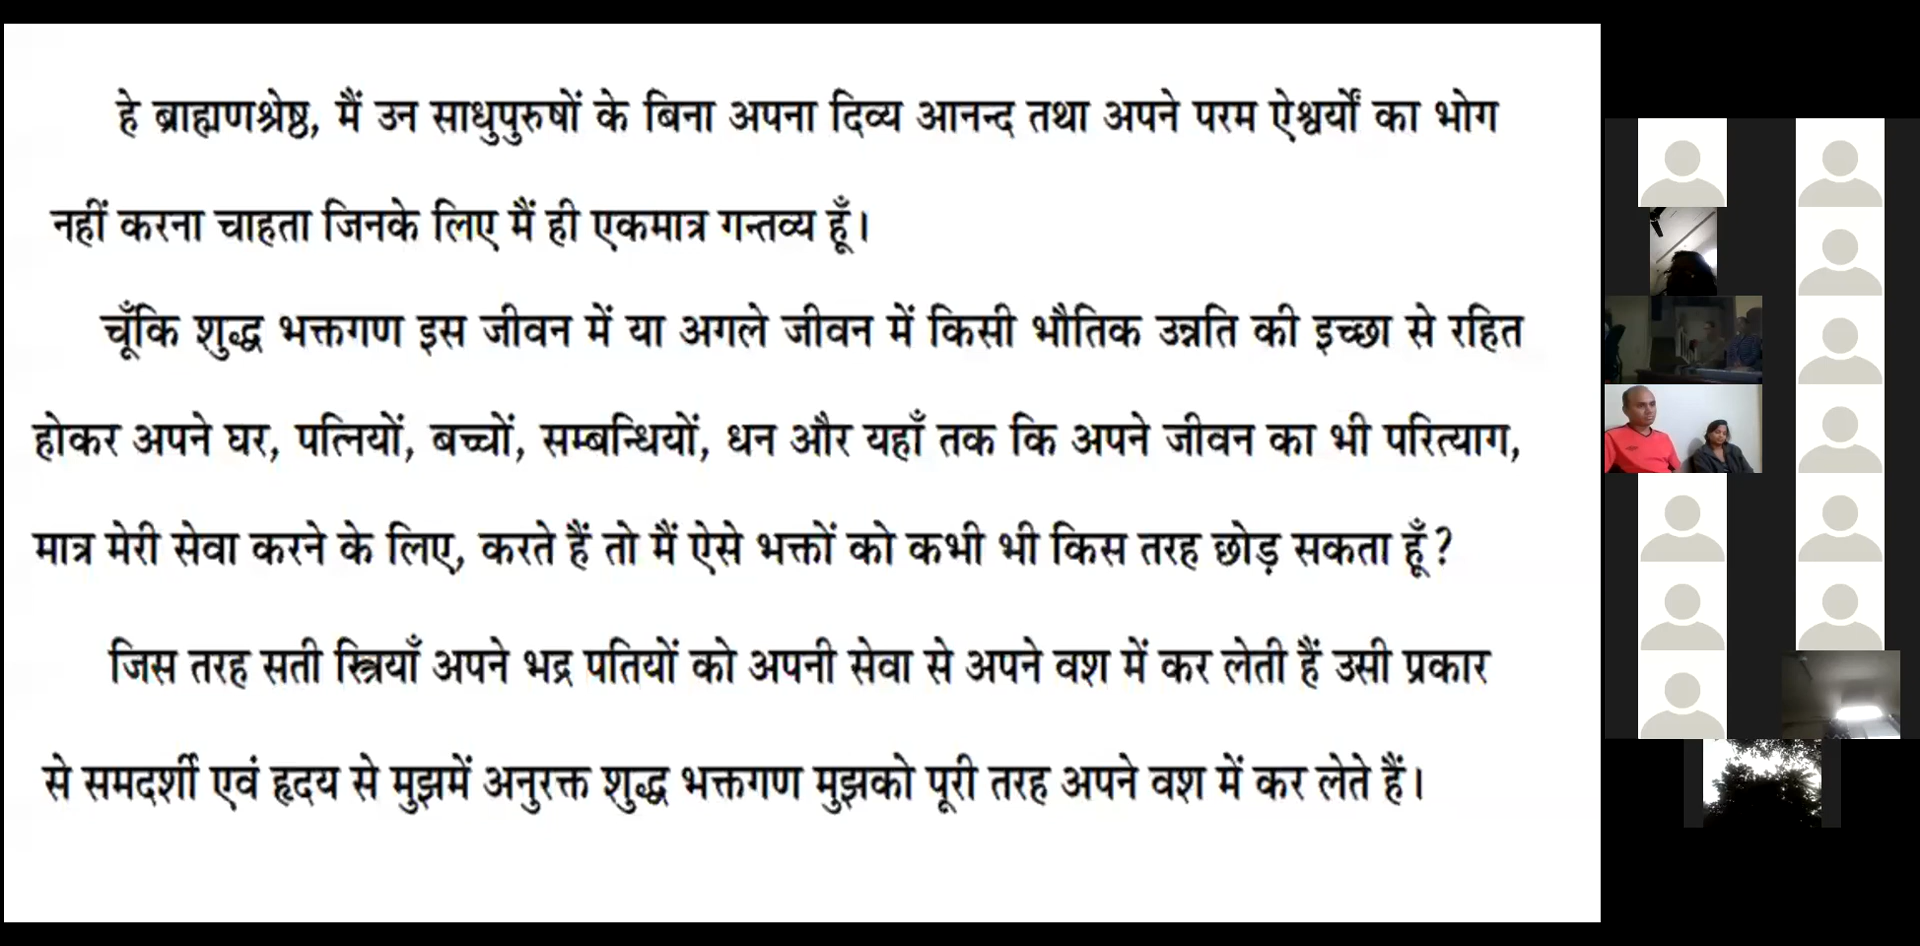 हे ब्राह्मणश्रेष्ठ, मैं उन साधुपुरुषों के बिना अपना दिव्य आनन्द तथा अपने परम ऐश्वर्यों का भोग
नहीं करना चाहता जिनके लिए मैं ही एकमात्र गन्तव्य हूँ।
चूँकि शुद्ध भक्तगण इस जीवन में या अगले जीवन में किसी भौतिक उन्नति की इच्छा से रहित
होकर अपने घर, पत्नियों, बच्चों, सम्बन्धियों, धन और यहाँ तक कि अपने जीवन का भी परित्याग,
मात्र मेरी सेवा करने के लिए, करते हैं तो मैं ऐसे भक्तों को कभी भी किस तरह छोड़ सकता हूँ?
जिस तरह सती स्त्रियाँ अपने भद्र पतियों को अपनी सेवा से अपने वश में कर लेती हैं उसी प्रकार
से समदर्शी एवं हृदय से मुझमें अनुरक्त शुद्ध भक्तगण मुझको पूरी तरह अपने वश में कर लेते हैं।